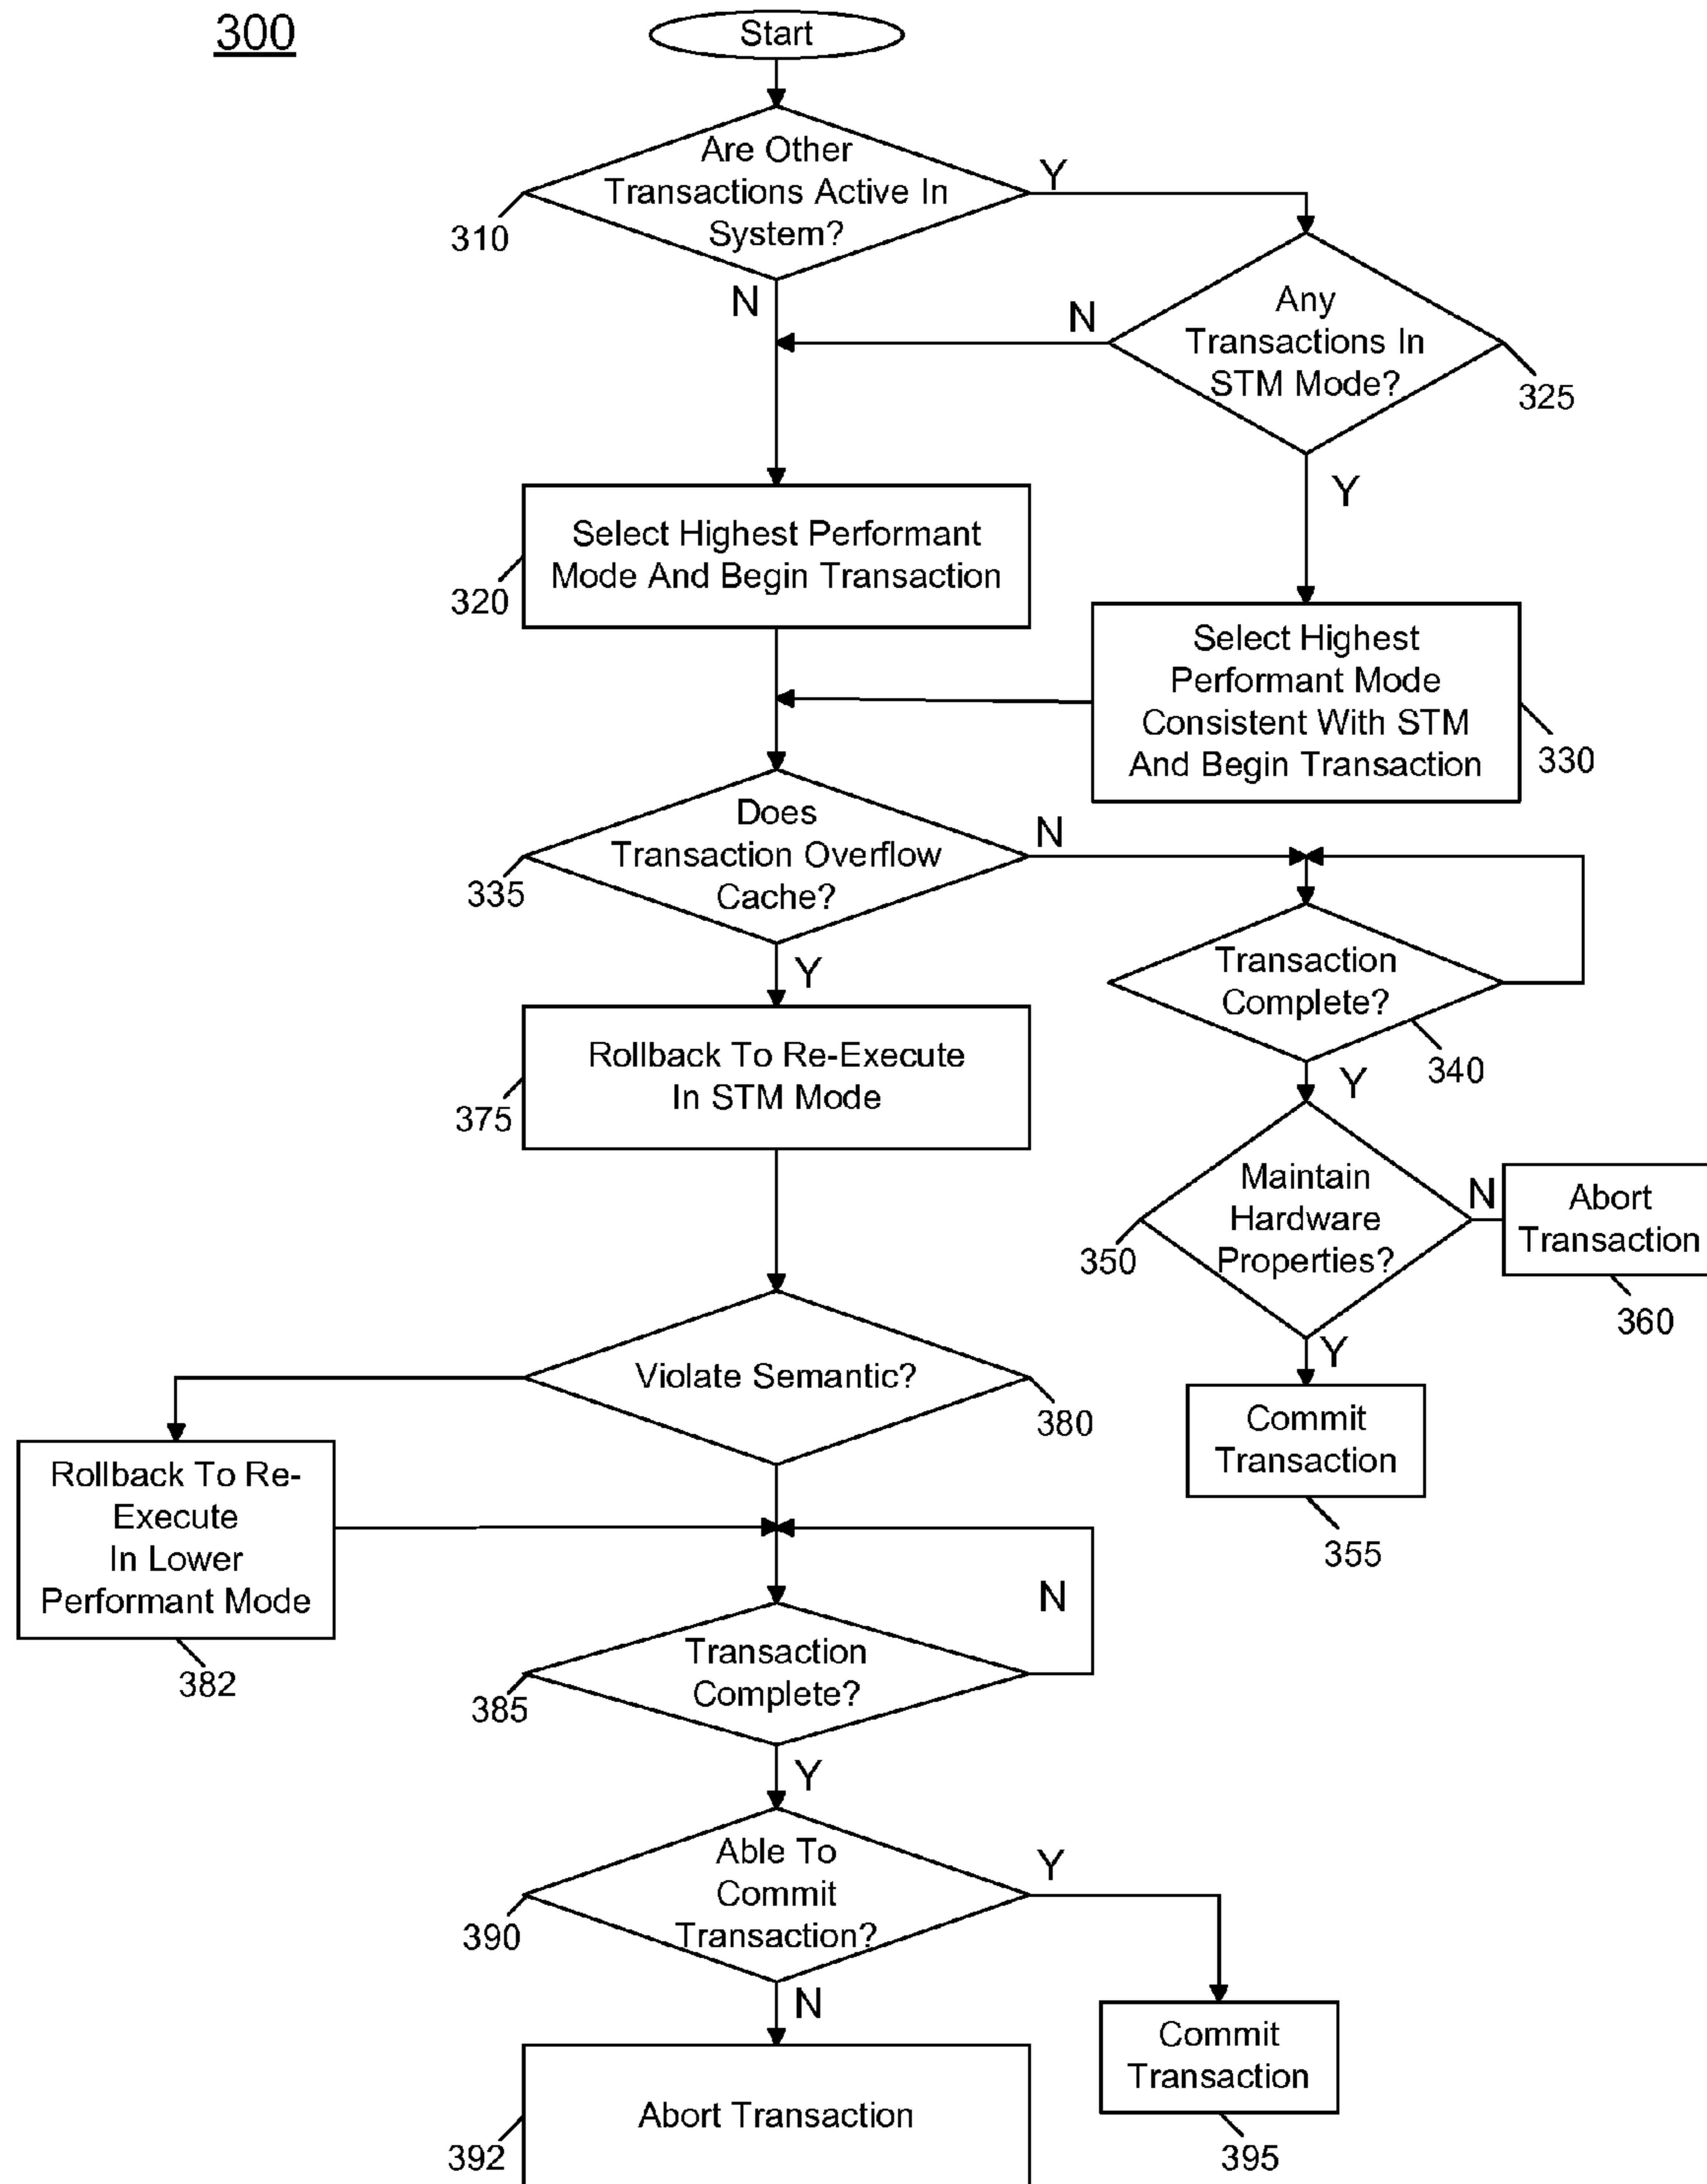 300
Start
Are Other
Transactions Active In
System?
310
Y
N
Any
Transactions In
STM Mode?
325
N
Y
Select Highest Performant
Mode And Begin Transaction
320
Select Highest
Performant Mode
Consistent With STM
And Begin Transaction
330
Does
Transaction Overflow
Cache?
335
N
Y
Transaction
Complete?
340
Y
Rollback To Re-Execute
In STM Mode
375
Maintain
Hardware
Properties?
350
N
Abort
Transaction
360
Y
Commit
Transaction
355
Violate Semantic?
380
Rollback To Re-
Execute
In Lower
Performant Mode
382
N
Transaction
Complete?
385
Y
Able To
Commit
Transaction?
390
Y
N
Commit
Transaction
395
Abort Transaction
392